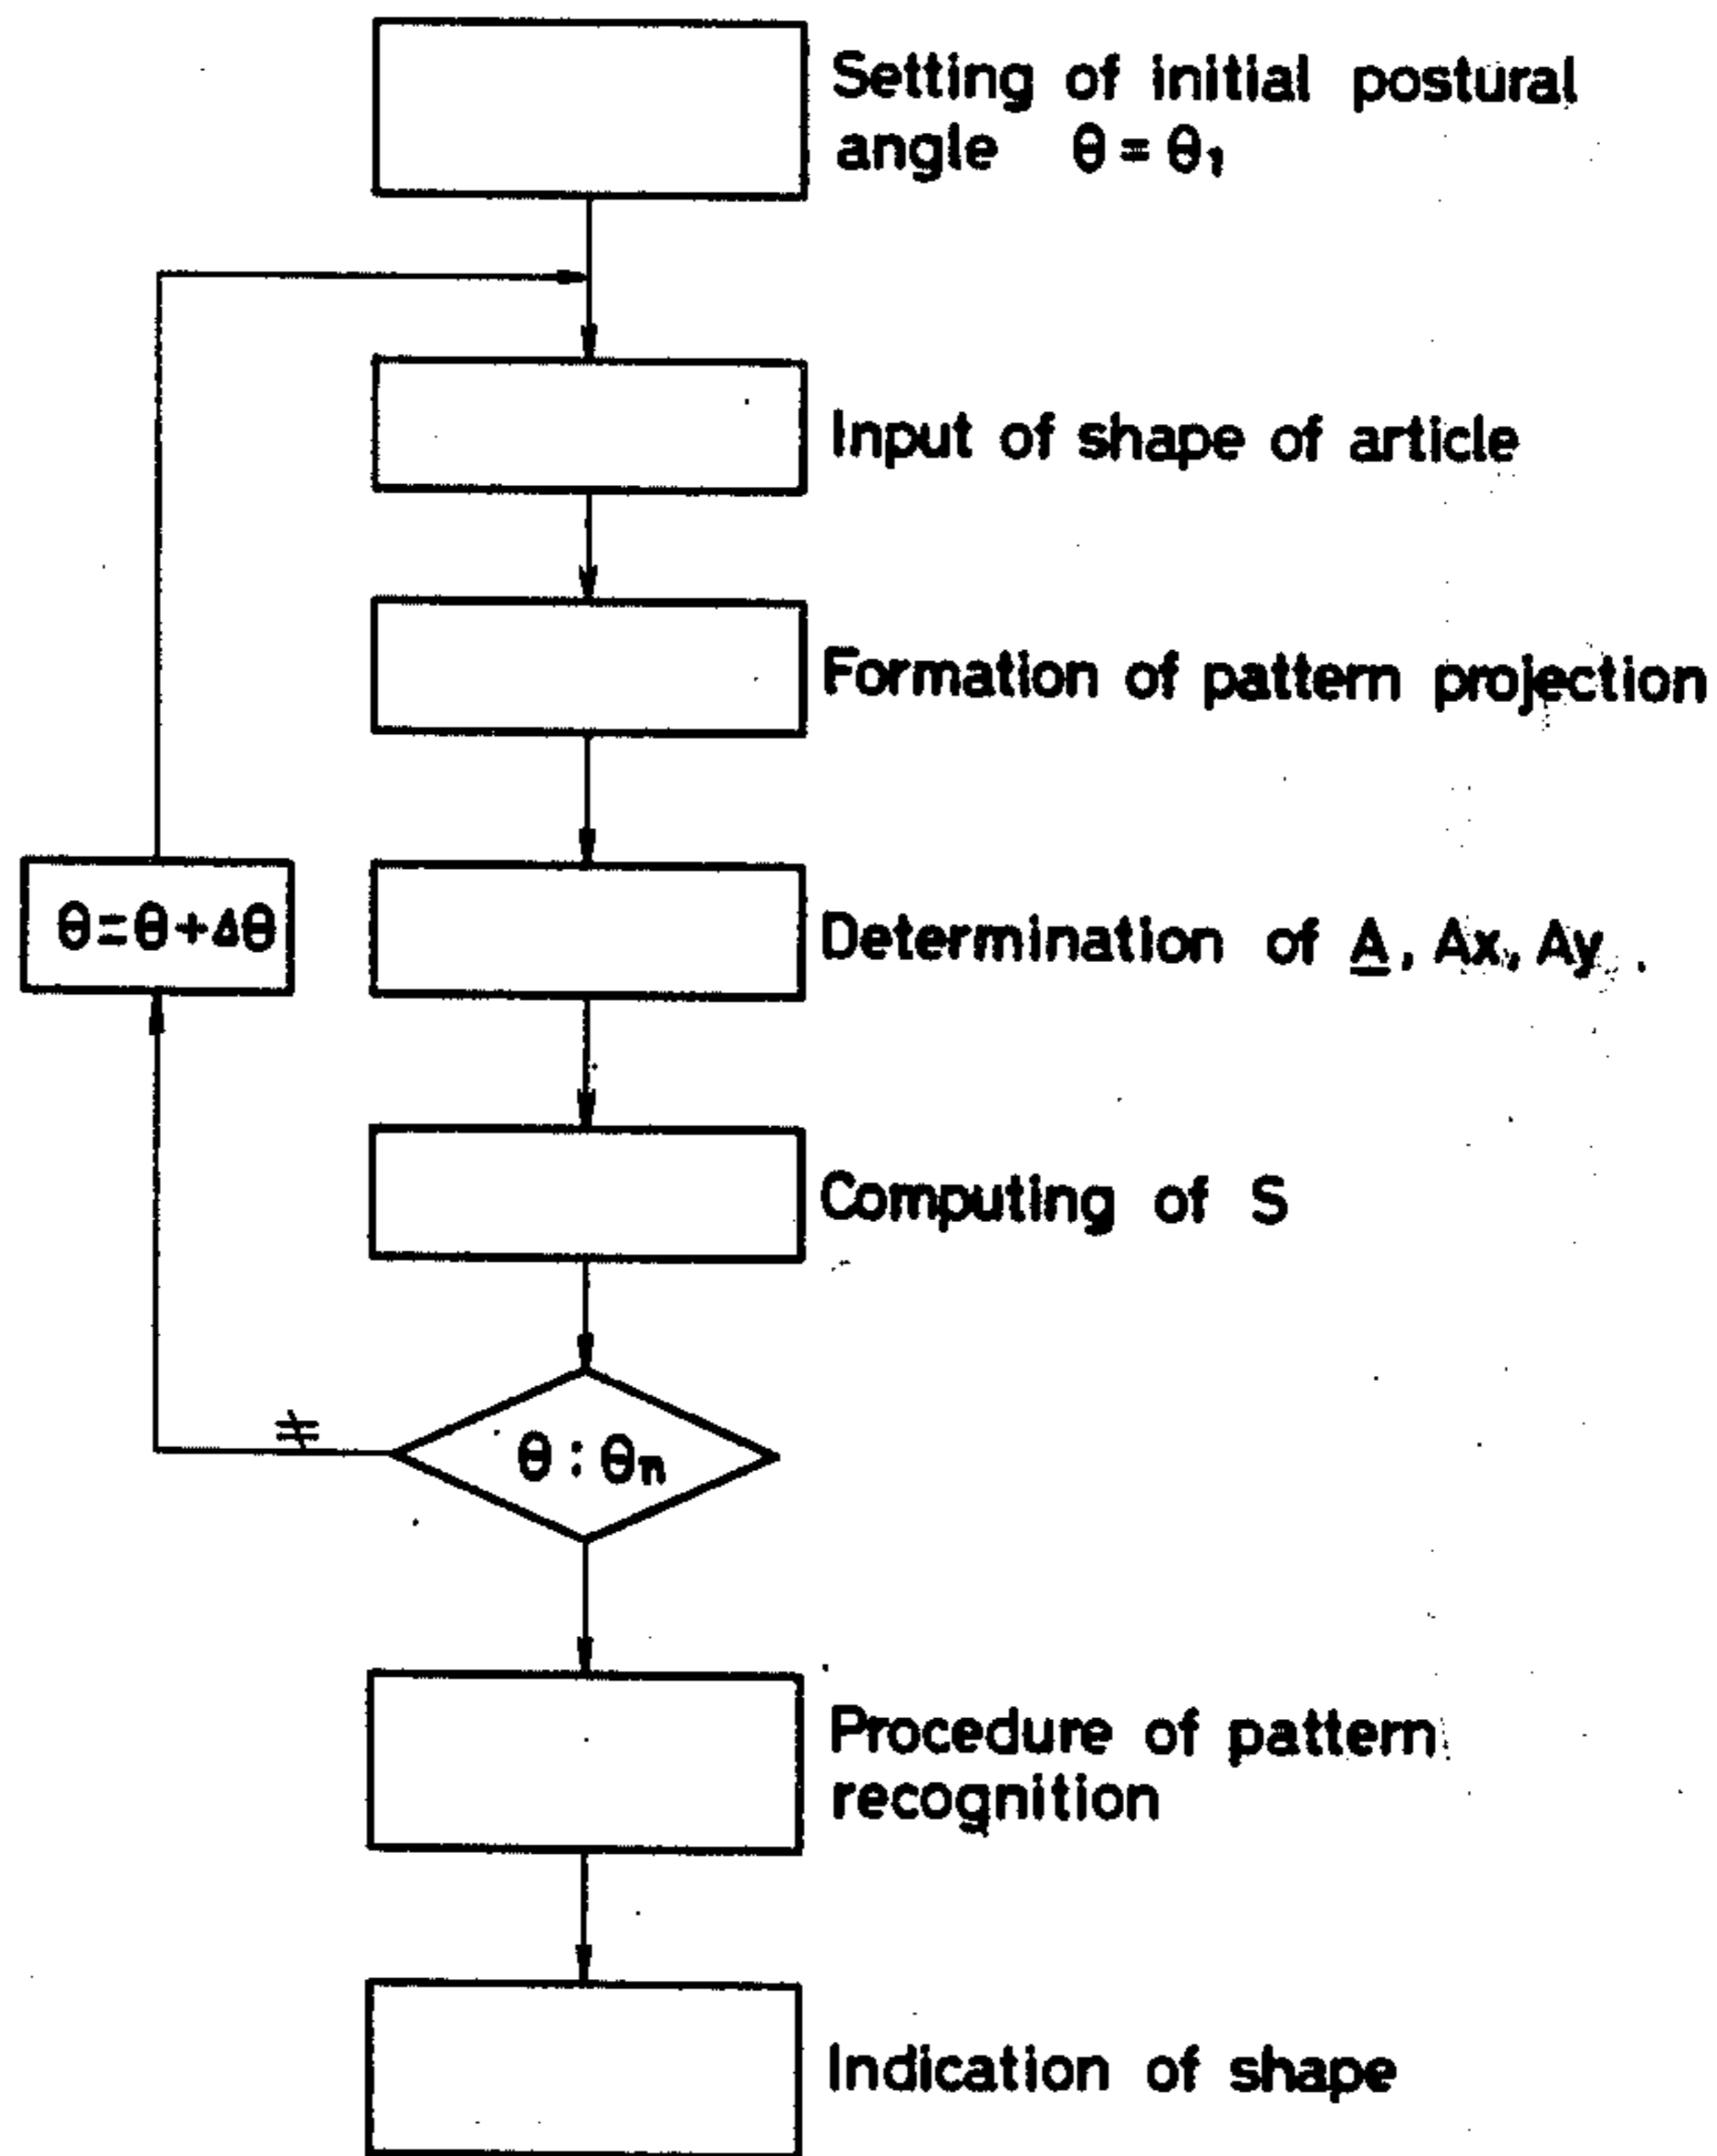 Setting of initial postural
angle θ = θ₁
Input of shape of article
Formation of pattern projection
θ=θ+Δθ
Determination of A, Ax, Ay .
Computing of S
≠
θ : θn
Procedure of pattern
recognition
Indication of shape